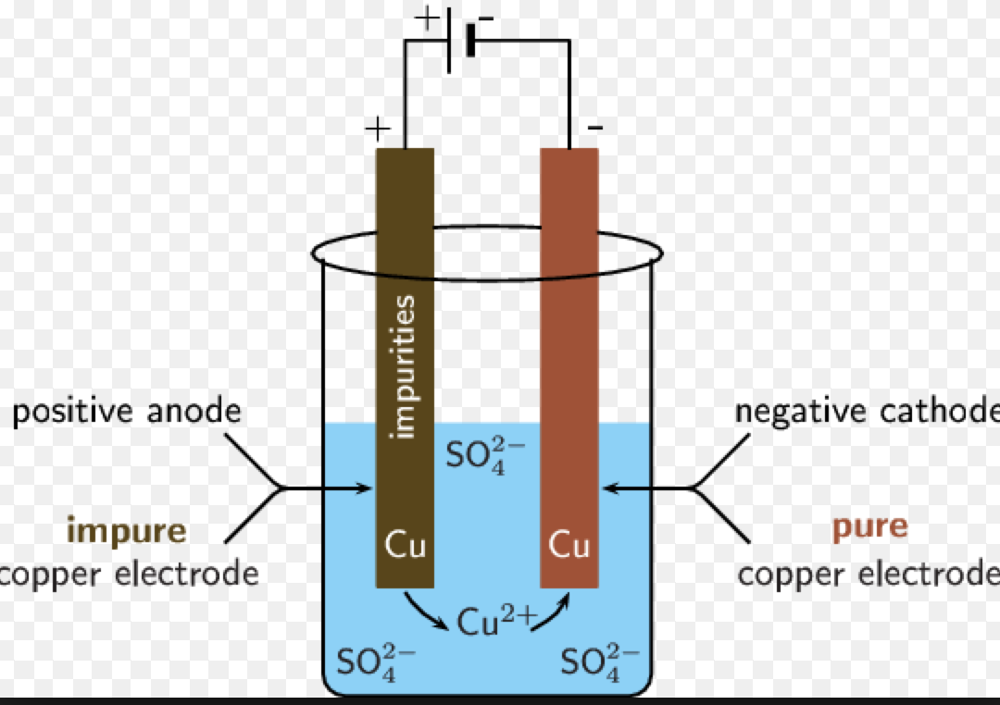 + -
+ -
impurities
positive anode
negative cathode
SO₄²⁻
impure
copper electrode
pure
copper electrode
Cu
Cu
Cu²⁺
SO₄²⁻
SO₄²⁻